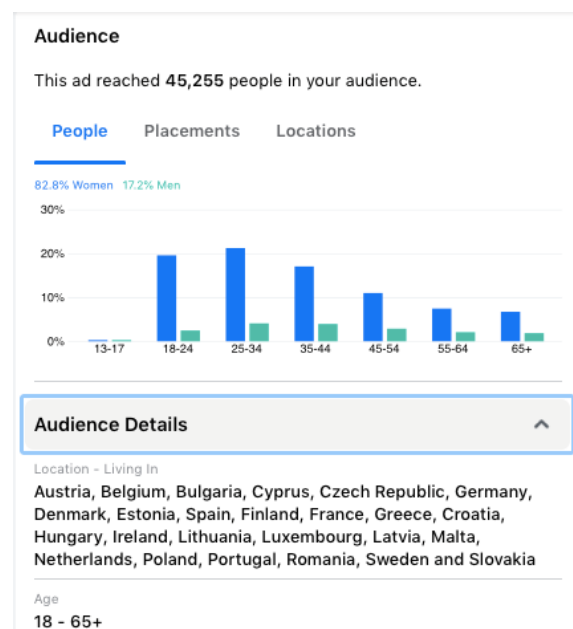 Audience
This ad reached 45,255 people in your audience.
People Placements Locations
82.8% Women 17.2% Men
30%
20%
10%
0%
13-17 18-24 25-34 35-44 45-54 55-64 65+
Audience Details
Location - Living In
Austria, Belgium, Bulgaria, Cyprus, Czech Republic, Germany,
Denmark, Estonia, Spain, Finland, France, Greece, Croatia,
Hungary, Ireland, Lithuania, Luxembourg, Latvia, Malta,
Netherlands, Poland, Portugal, Romania, Sweden and Slovakia
Age
18 - 65+